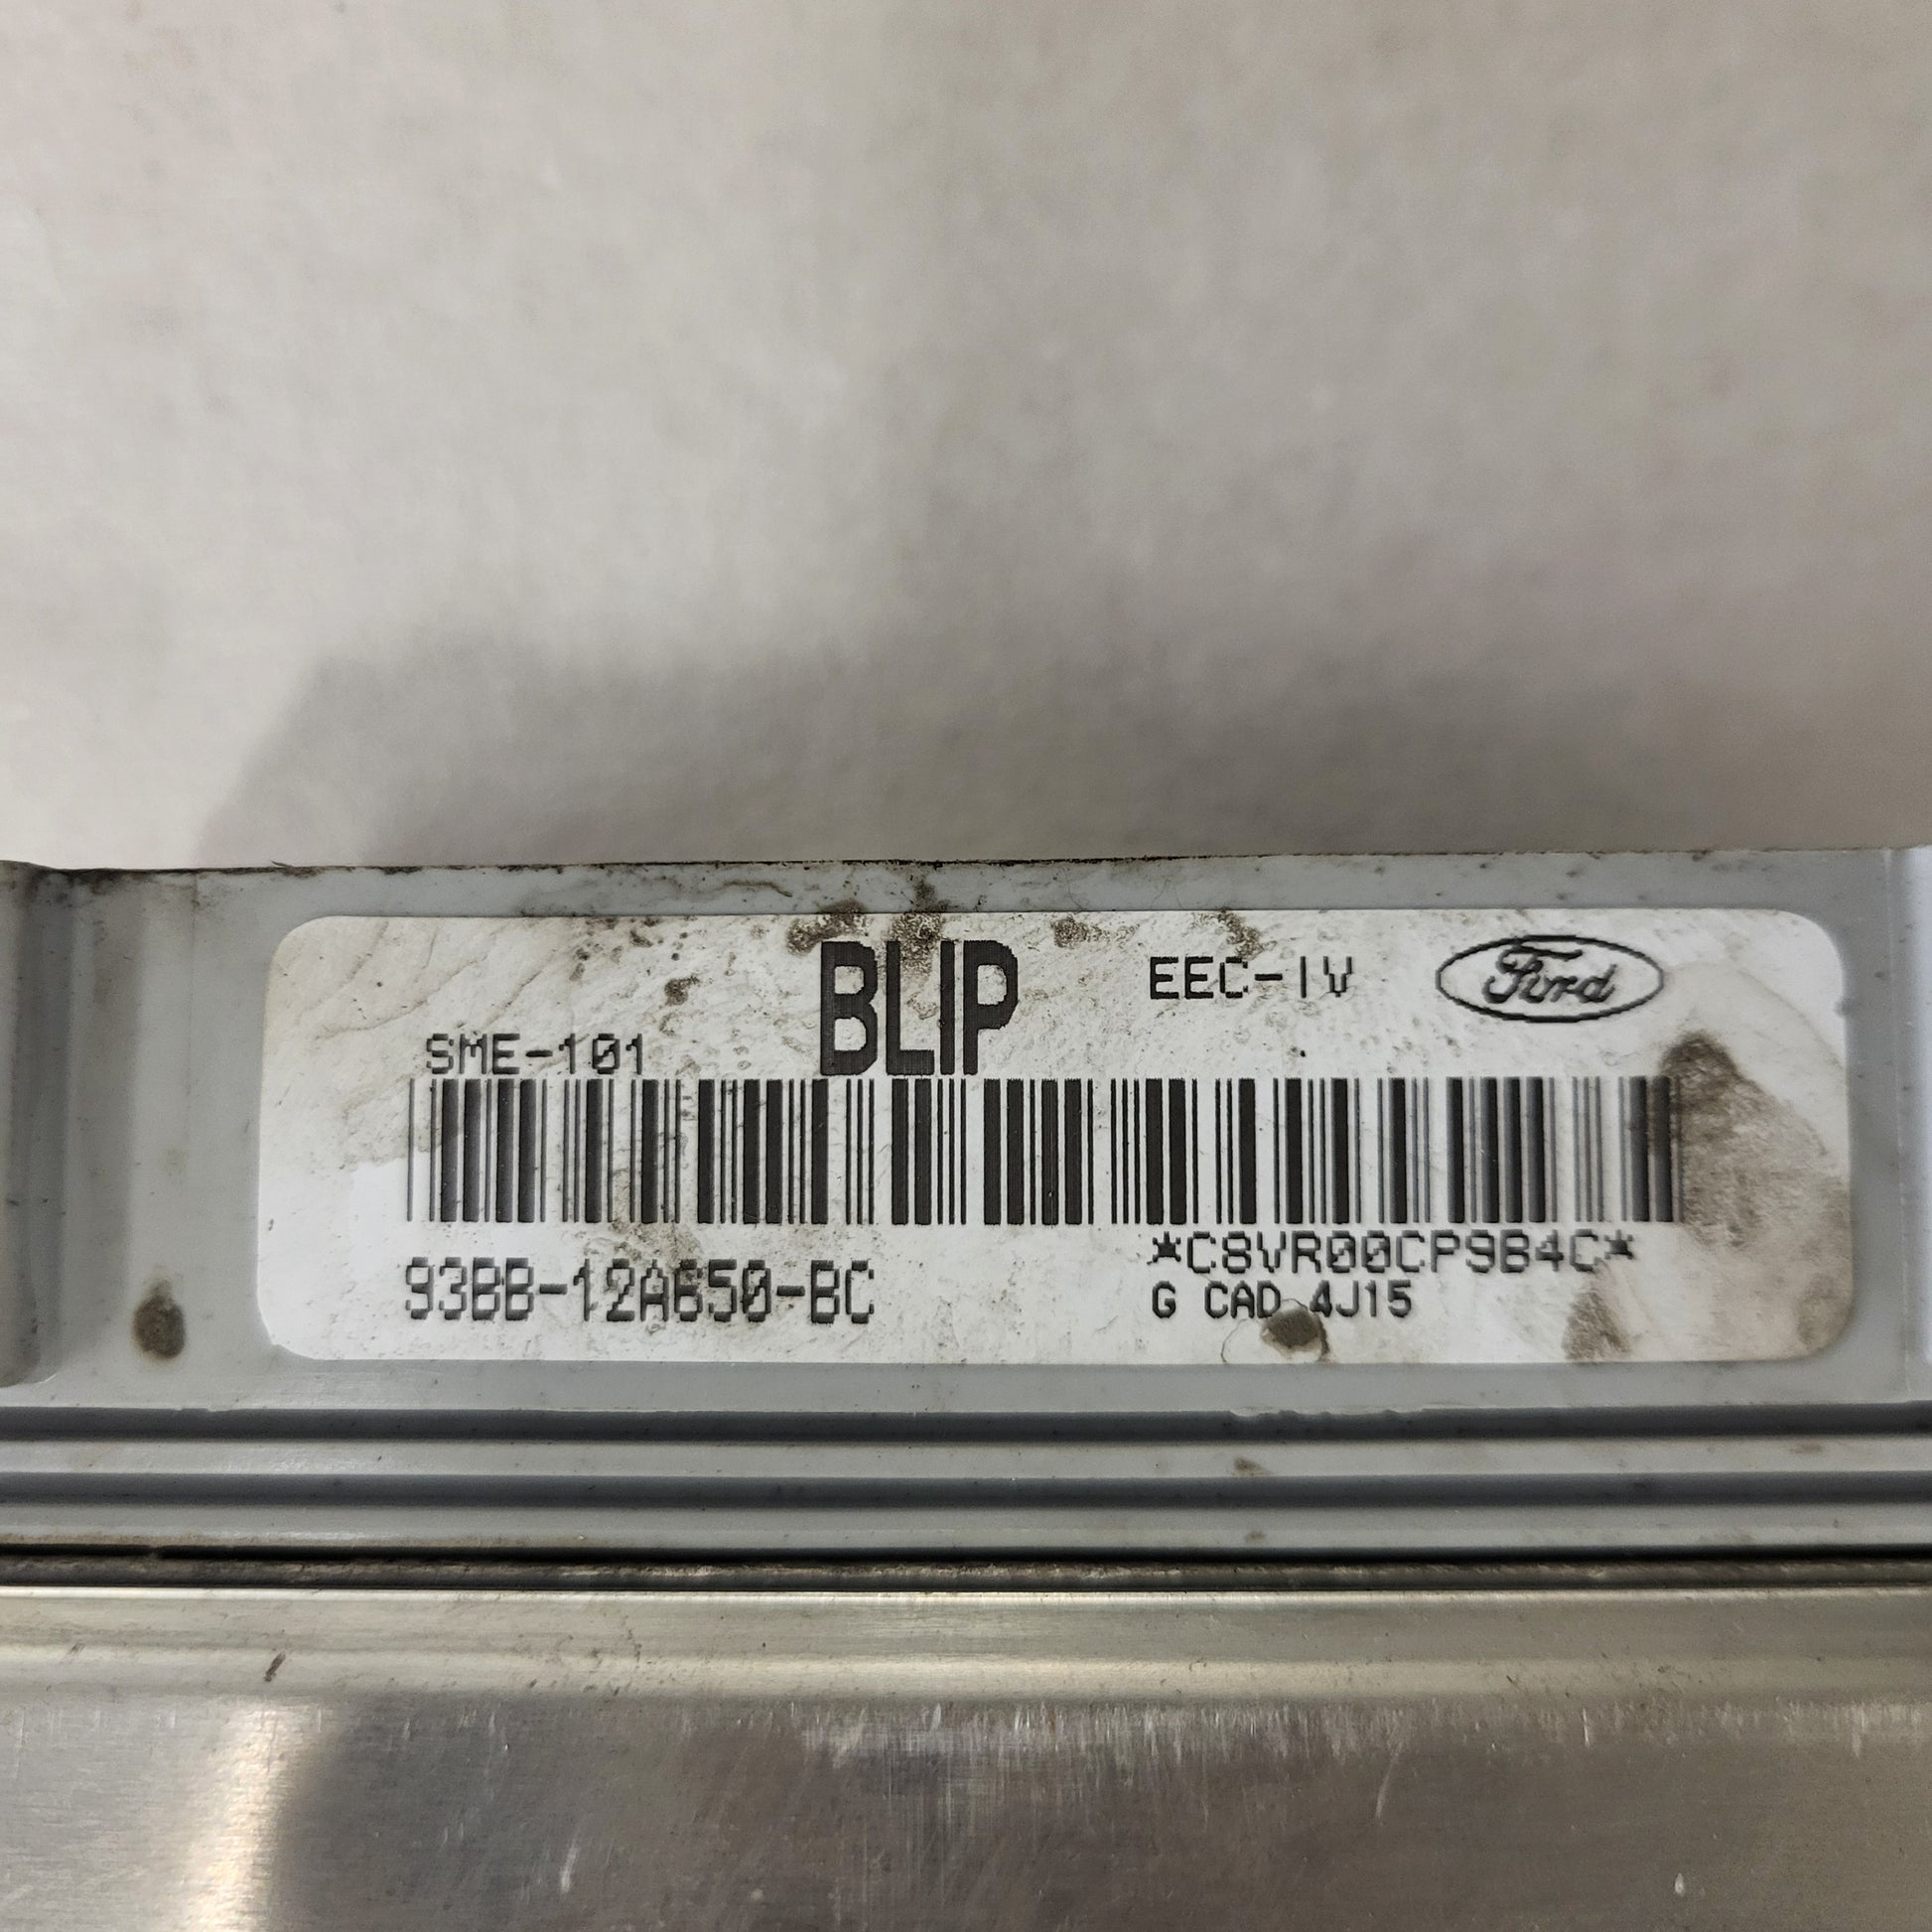 BLIP EEC-IV Ford
SME-101
*C8VR00CP9B4C*
93BB-12A650-BC
G CAD 4J15